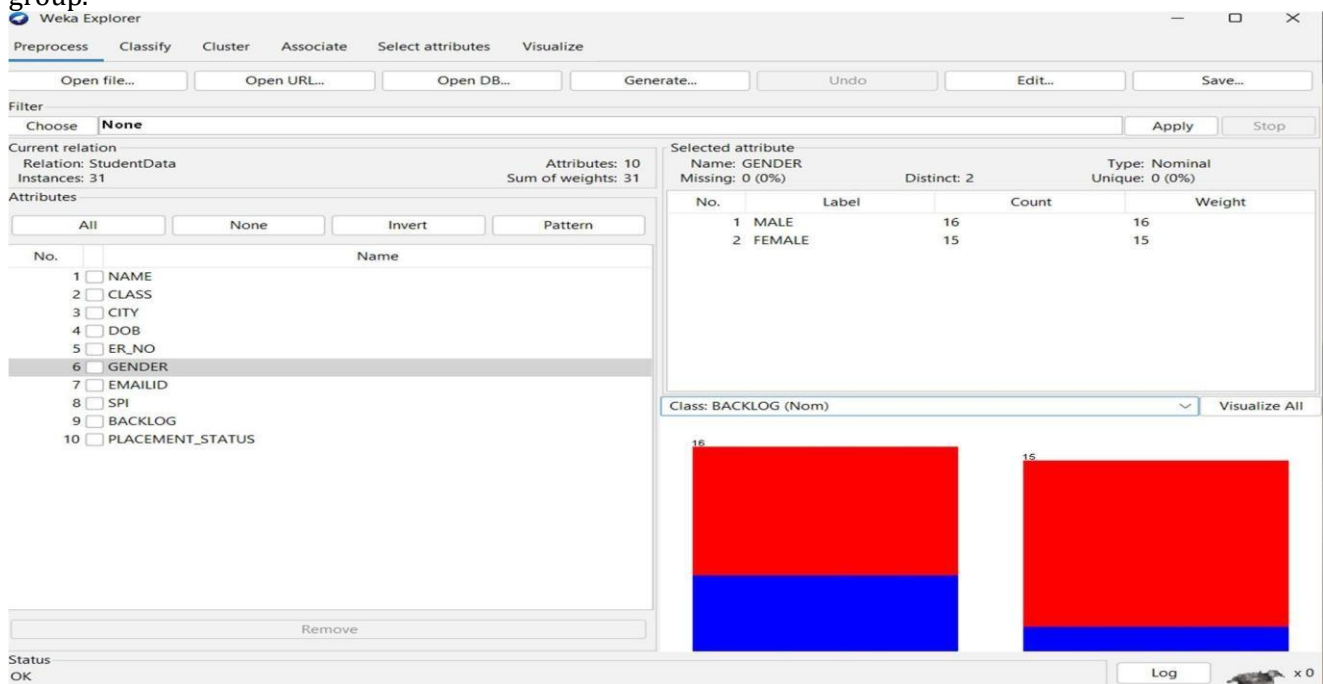 group.
Weka Explorer
Preprocess Classify Cluster Associate Select attributes Visualize
Open file... Open URL... Open DB... Generate... Undo Edit... Save...
Filter
Choose None Apply Stop
Current relation
Relation: StudentData Attributes: 10
Instances: 31 Sum of weights: 31
Attributes
All None Invert Pattern
No. Name
1 NAME
2 CLASS
3 CITY
4 DOB
5 ER_NO
6 GENDER
7 EMAILID
8 SPI
9 BACKLOG
10 PLACEMENT_STATUS
Remove
Selected attribute
Name: GENDER Type: Nominal
Missing: 0 (0%) Distinct: 2 Unique: 0 (0%)
No. Label Count Weight
1 MALE 16 16
2 FEMALE 15 15
Class: BACKLOG (Nom) Visualize All
16
15
Status
OK Log x 0